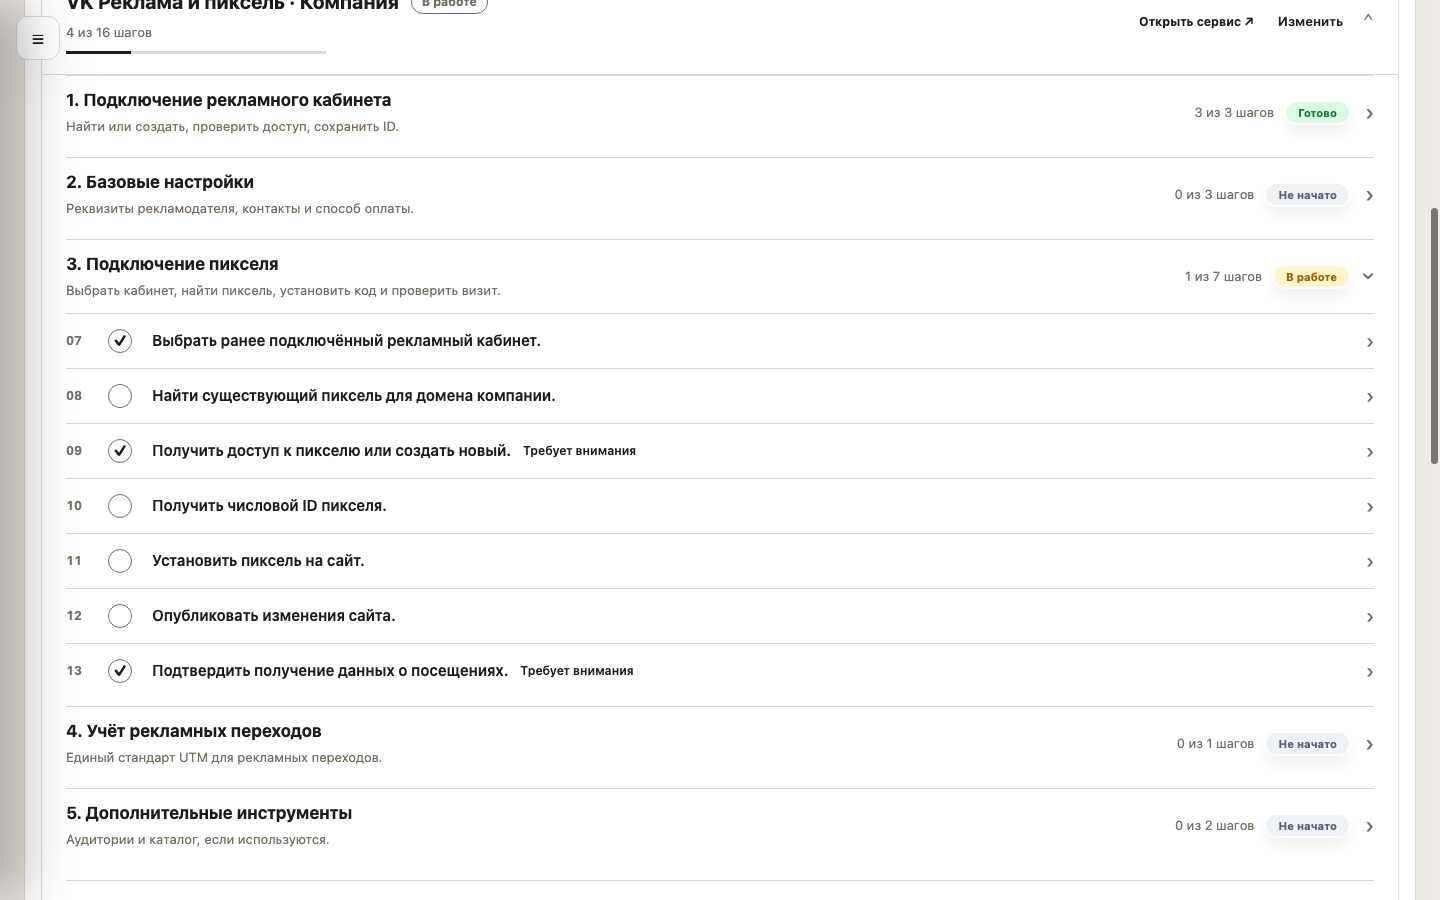 VK Реклама и пиксель · Компания
В работе
4 из 16 шагов
Открыть сервис ↗
Изменить
1. Подключение рекламного кабинета
Найти или создать, проверить доступ, сохранить ID.
3 из 3 шагов
Готово
2. Базовые настройки
Реквизиты рекламодателя, контакты и способ оплаты.
0 из 3 шагов
Не начато
3. Подключение пикселя
Выбрать кабинет, найти пиксель, установить код и проверить визит.
1 из 7 шагов
В работе
07 Выбрать ранее подключённый рекламный кабинет.
08 Найти существующий пиксель для домена компании.
09 Получить доступ к пикселю или создать новый. Требует внимания
10 Получить числовой ID пикселя.
11 Установить пиксель на сайт.
12 Опубликовать изменения сайта.
13 Подтвердить получение данных о посещениях. Требует внимания
4. Учёт рекламных переходов
Единый стандарт UTM для рекламных переходов.
0 из 1 шагов
Не начато
5. Дополнительные инструменты
Аудитории и каталог, если используются.
0 из 2 шагов
Не начато